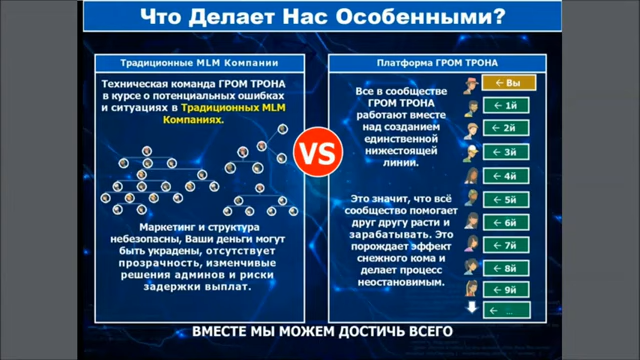 Что Делает Нас Особенными?
Традиционные MLM Компании
Техническая команда ГРОМ ТРОНА
в курсе о потенциальных ошибках
и ситуациях в Традиционных MLM
Компаниях.
Маркетинг и структура
небезопасны, Ваши деньги могут
быть украдены, отсутствует
прозрачность, изменчивые
решения админов и риски
задержки выплат.
VS
Платформа ГРОМ ТРОНА
Все в сообществе
ГРОМ ТРОНА
работают вместе
над созданием
единственной
нижестоящей
линии.
Это значит, что всё
сообщество помогает
друг другу расти и
зарабатывать. Это
порождает эффект
снежного кома и
делает процесс
неостановимым.
← Вы
← 1й
← 2й
← 3й
← 4й
← 5й
← 6й
← 7й
← 8й
← 9й
← ...
ВМЕСТЕ МЫ МОЖЕМ ДОСТИЧЬ ВСЕГО